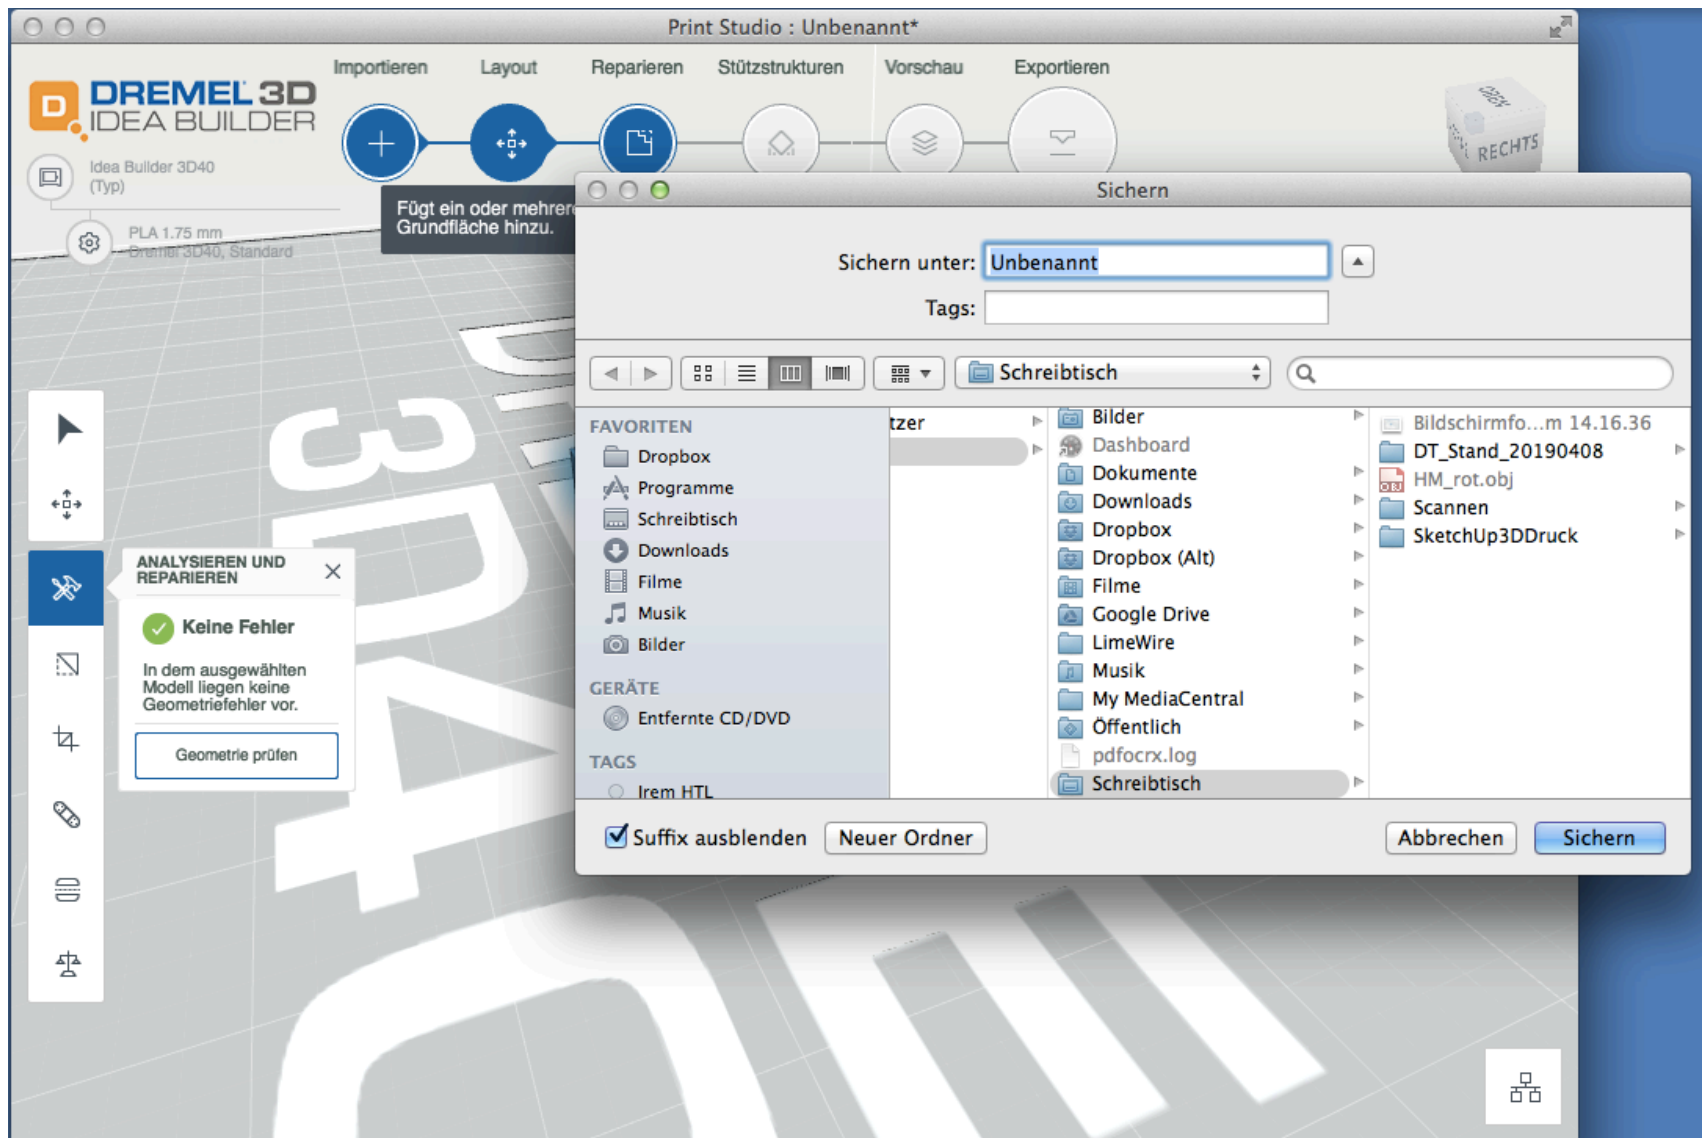 Print Studio : Unbenannt*
DREMEL 3D
IDEA BUILDER
Importieren
Layout
Reparieren
Stützstrukturen
Vorschau
Exportieren
OBEN
RECHTS
Idea Builder 3D40
(Typ)
PLA 1.75 mm
Dremel 3D40, Standard
Fügt ein oder mehrere
Grundfläche hinzu.
3D40
ANALYSIEREN UND
REPARIEREN
Keine Fehler
In dem ausgewählten
Modell liegen keine
Geometriefehler vor.
Geometrie prüfen
Sichern
Sichern unter: Unbenannt
Tags:
Schreibtisch
FAVORITEN
Dropbox
Programme
Schreibtisch
Downloads
Filme
Musik
Bilder
GERÄTE
Entfernte CD/DVD
TAGS
Irem HTL
tzer
Bilder
Dashboard
Dokumente
Downloads
Dropbox
Dropbox (Alt)
Filme
Google Drive
LimeWire
Musik
My MediaCentral
Öffentlich
pdfocrx.log
Schreibtisch
Bildschirmfo...m 14.16.36
DT_Stand_20190408
HM_rot.obj
Scannen
SketchUp3DDruck
Suffix ausblenden
Neuer Ordner
Abbrechen
Sichern